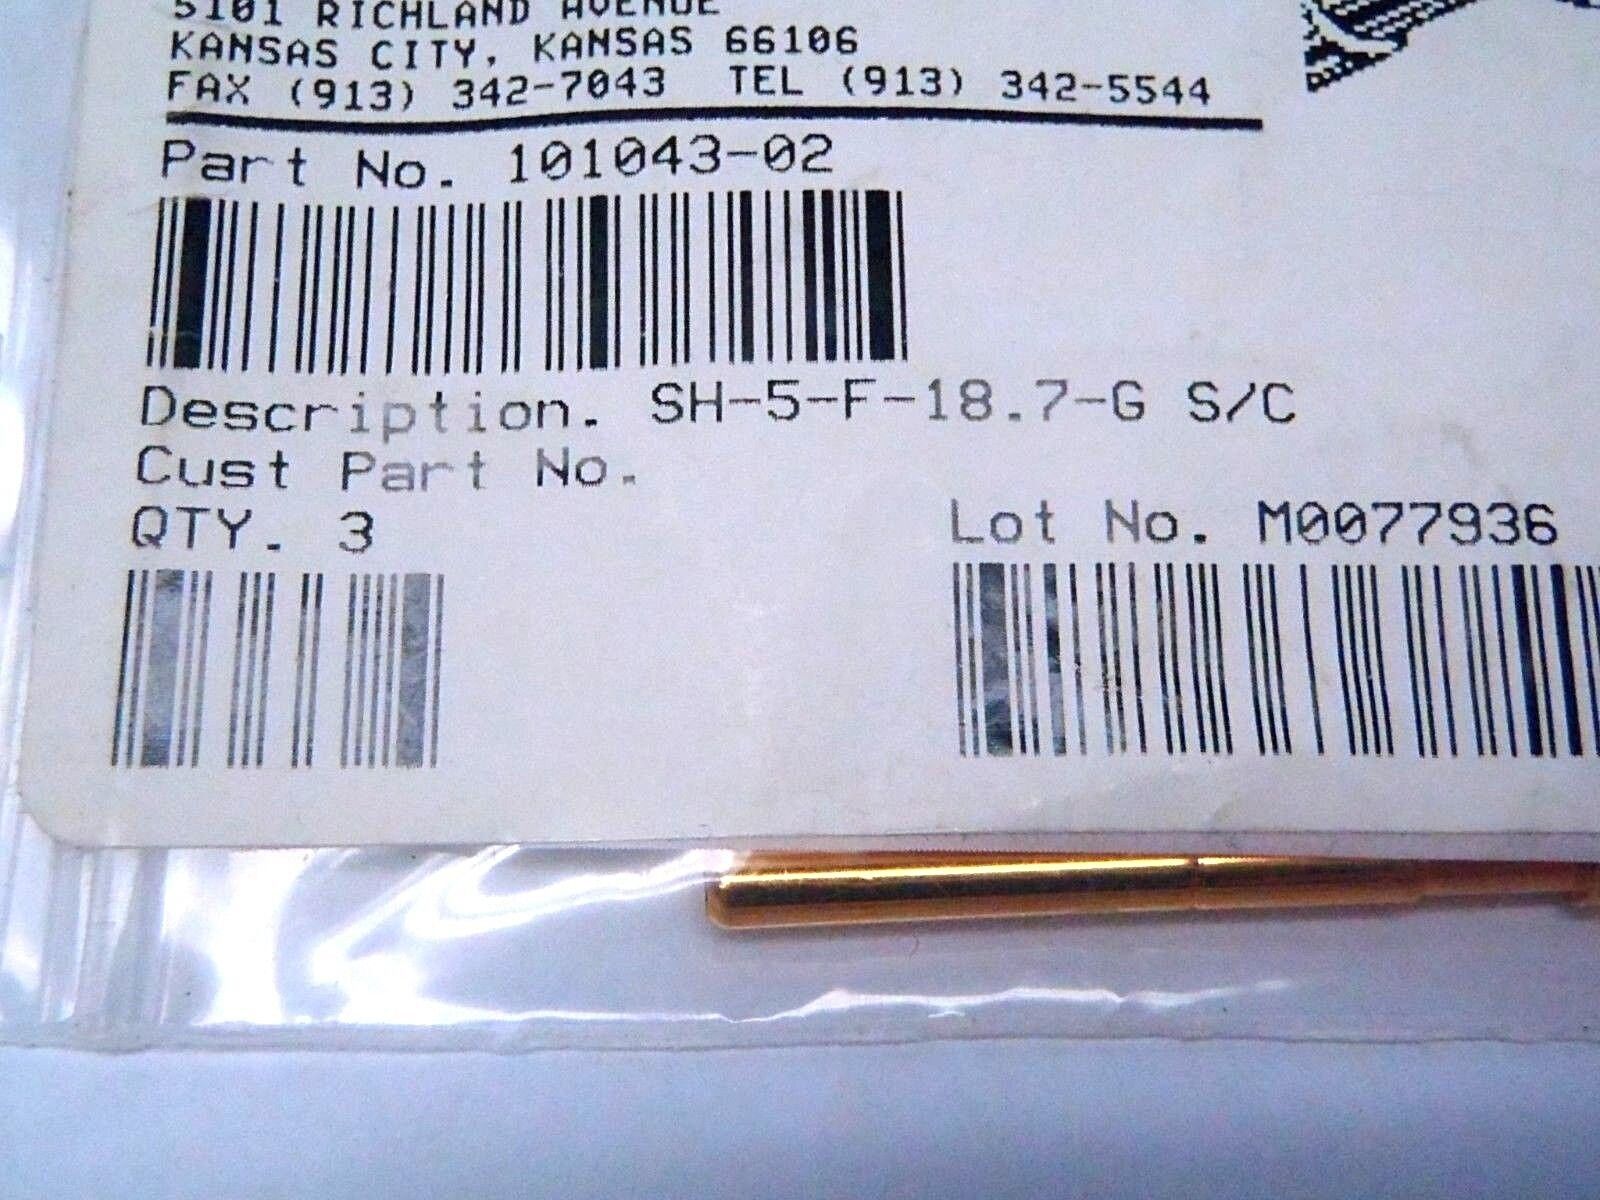 5101 RICHLAND AVENUE
KANSAS CITY, KANSAS 66106
FAX (913) 342-7043 TEL (913) 342-5544
Part No. 101043-02
Description. SH-5-F-18.7-G S/C
Cust Part No.
QTY. 3
Lot No. M0077936